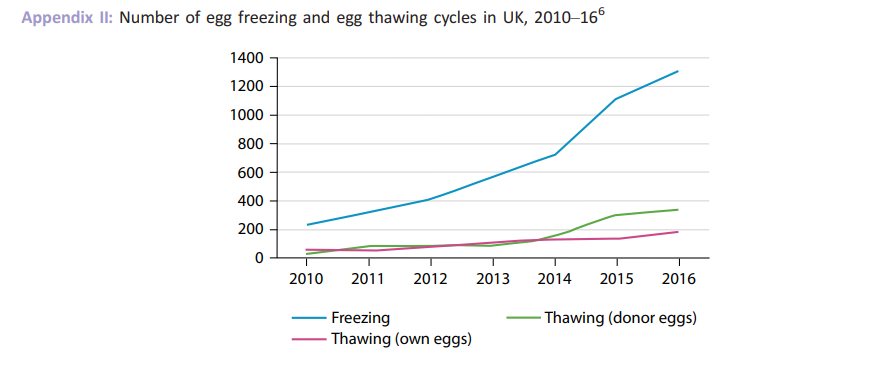 Appendix II: Number of egg freezing and egg thawing cycles in UK, 2010–16⁶
1400
1200
1000
800
600
400
200
0
2010 2011 2012 2013 2014 2015 2016
Freezing
Thawing (donor eggs)
Thawing (own eggs)